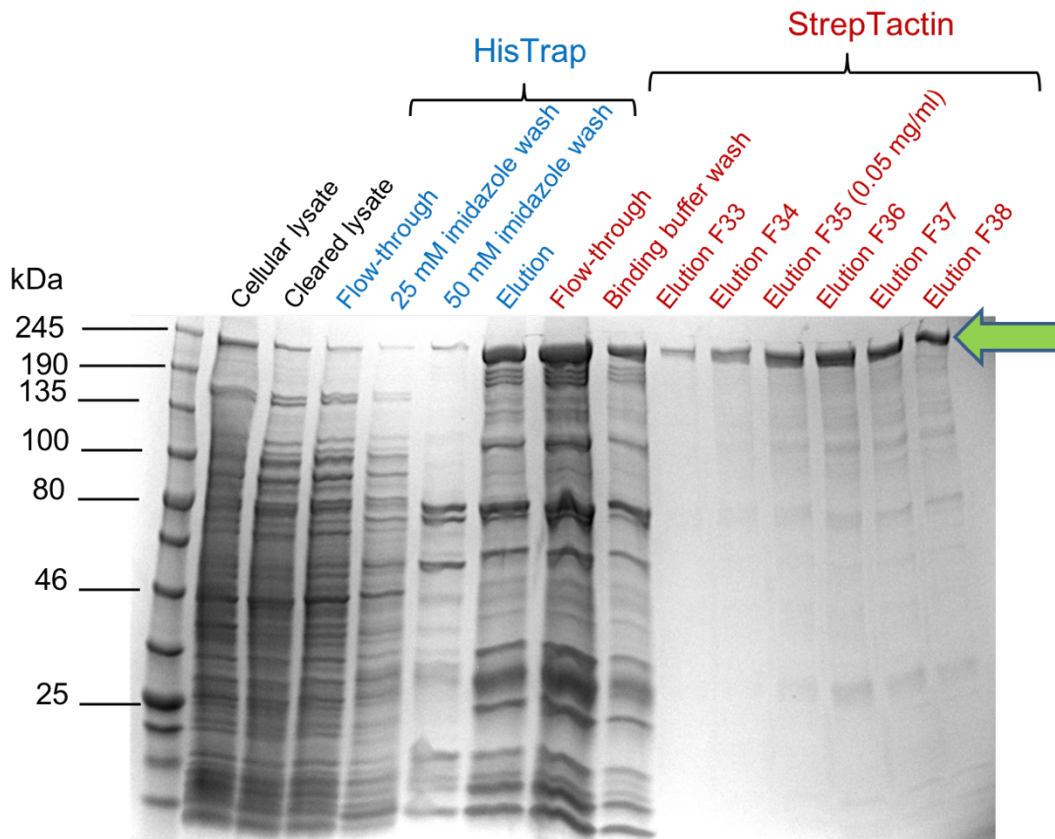 StrepTactin
HisTrap
kDa
Cellular lysate
Cleared lysate
Flow-through
25 mM imidazole wash
50 mM imidazole wash
Elution
Flow-through
Binding buffer wash
Elution F33
Elution F34
Elution F35 (0.05 mg/ml)
Elution F36
Elution F37
Elution F38
245
190
135
100
80
46
25